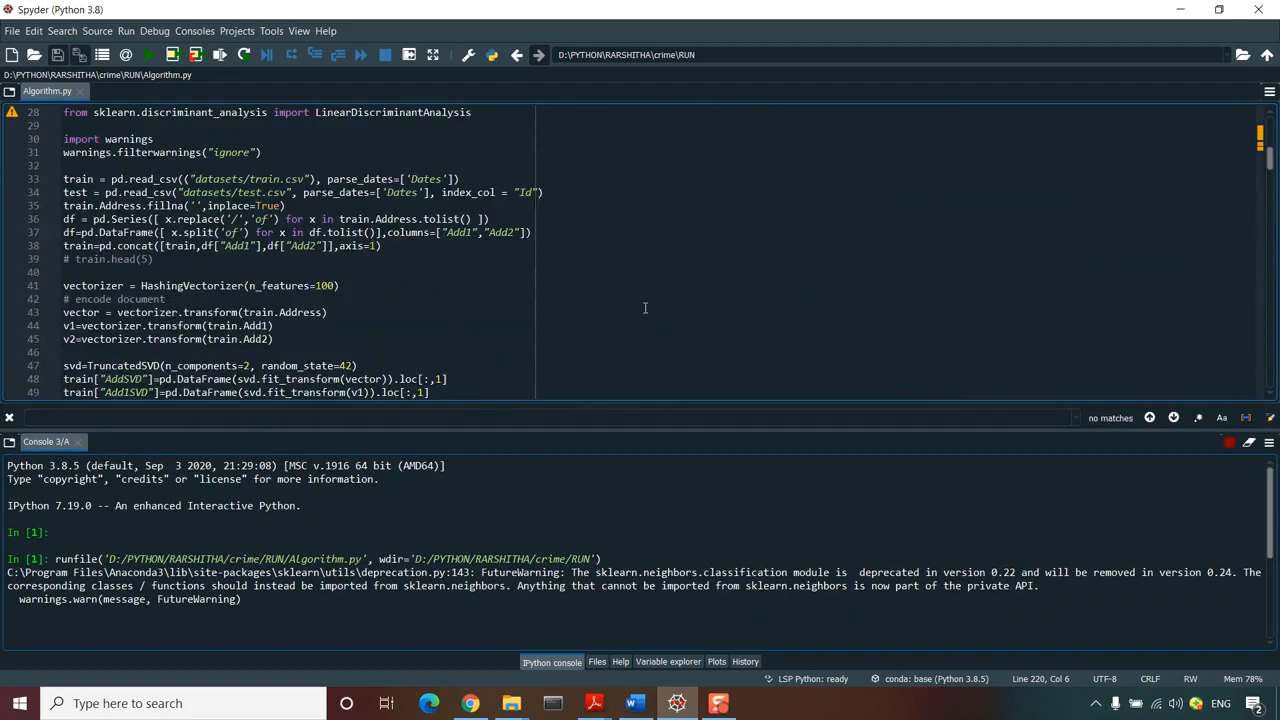 Spyder (Python 3.8)
File Edit Search Source Run Debug Consoles Projects Tools View Help
D:\PYTHON\RARSHITHA\crime\RUN
D:\PYTHON\RARSHITHA\crime\RUN\Algorithm.py
Algorithm.py
28 from sklearn.discriminant_analysis import LinearDiscriminantAnalysis
29
30 import warnings
31 warnings.filterwarnings("ignore")
32
33 train = pd.read_csv(("datasets/train.csv"), parse_dates=['Dates'])
34 test = pd.read_csv("datasets/test.csv", parse_dates=['Dates'], index_col = "Id")
35 train.Address.fillna('',inplace=True)
36 df = pd.Series([ x.replace('/','of') for x in train.Address.tolist() ])
37 df=pd.DataFrame([ x.split('of') for x in df.tolist()],columns=["Add1","Add2"])
38 train=pd.concat([train,df["Add1"],df["Add2"]],axis=1)
39 # train.head(5)
40
41 vectorizer = HashingVectorizer(n_features=100)
42 # encode document
43 vector = vectorizer.transform(train.Address)
44 v1=vectorizer.transform(train.Add1)
45 v2=vectorizer.transform(train.Add2)
46
47 svd=TruncatedSVD(n_components=2, random_state=42)
48 train["AddSVD"]=pd.DataFrame(svd.fit_transform(vector)).loc[:,1]
49 train["Add1SVD"]=pd.DataFrame(svd.fit_transform(v1)).loc[:,1]
no matches Aa
Console 3/A
Python 3.8.5 (default, Sep 3 2020, 21:29:08) [MSC v.1916 64 bit (AMD64)]
Type "copyright", "credits" or "license" for more information.
IPython 7.19.0 -- An enhanced Interactive Python.
In [1]:
In [1]: runfile('D:/PYTHON/RARSHITHA/crime/RUN/Algorithm.py', wdir='D:/PYTHON/RARSHITHA/crime/RUN')
C:\Program Files\Anaconda3\lib\site-packages\sklearn\utils\deprecation.py:143: FutureWarning: The sklearn.neighbors.classification module is deprecated in version 0.22 and will be removed in version 0.24. The
corresponding classes / functions should instead be imported from sklearn.neighbors. Anything that cannot be imported from sklearn.neighbors is now part of the private API.
warnings.warn(message, FutureWarning)
IPython console Files Help Variable explorer Plots History
LSP Python: ready conda: base (Python 3.8.5) Line 220, Col 6 UTF-8 CRLF RW Mem 78%
Type here to search ENG 2